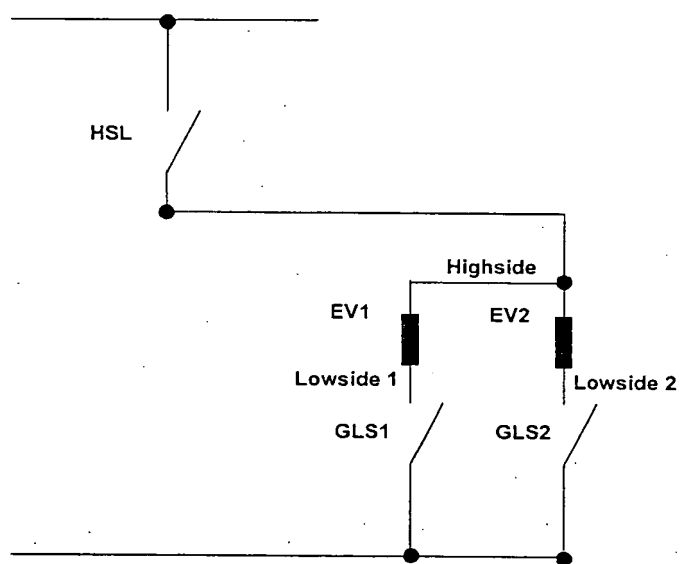 HSL
Highside
EV1
EV2
Lowside 1
Lowside 2
GLS1
GLS2